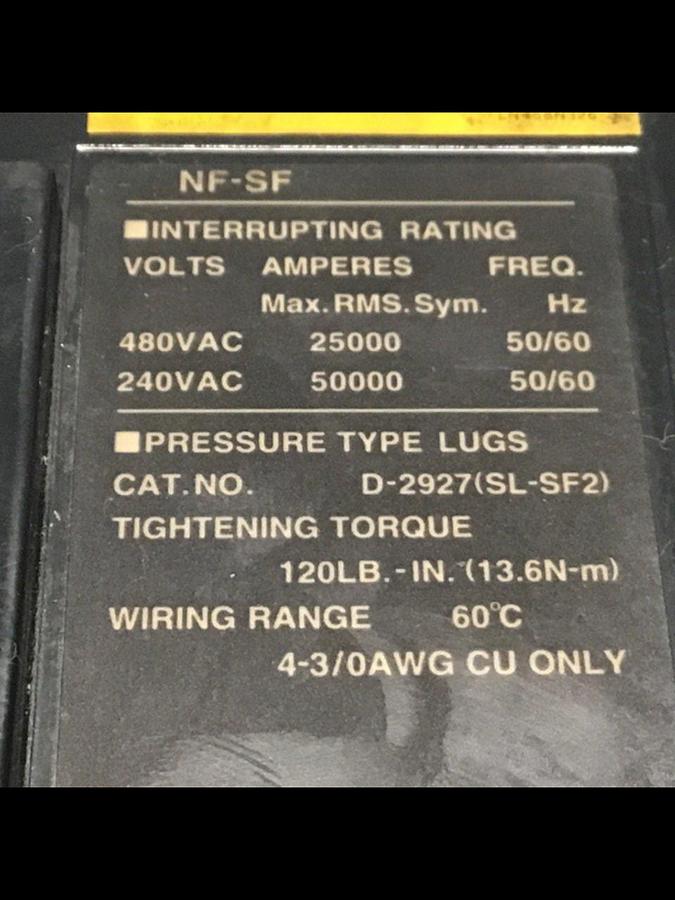 NF-SF
■INTERRUPTING RATING
VOLTS AMPERES FREQ.
Max. RMS. Sym. Hz
480VAC 25000 50/60
240VAC 50000 50/60
■PRESSURE TYPE LUGS
CAT. NO. D-2927(SL-SF2)
TIGHTENING TORQUE
120LB.-IN. (13.6N-m)
WIRING RANGE 60°C
4-3/0AWG CU ONLY